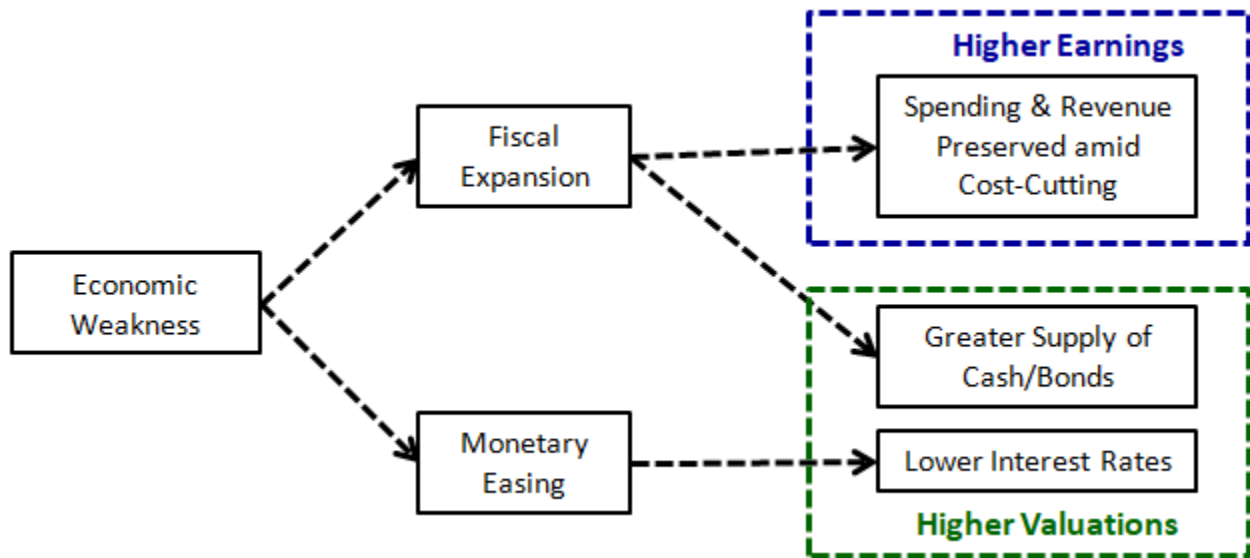 Higher Earnings
Spending & Revenue
Preserved amid
Cost-Cutting
Fiscal
Expansion
Economic
Weakness
Greater Supply of
Cash/Bonds
Monetary
Easing
Lower Interest Rates
Higher Valuations